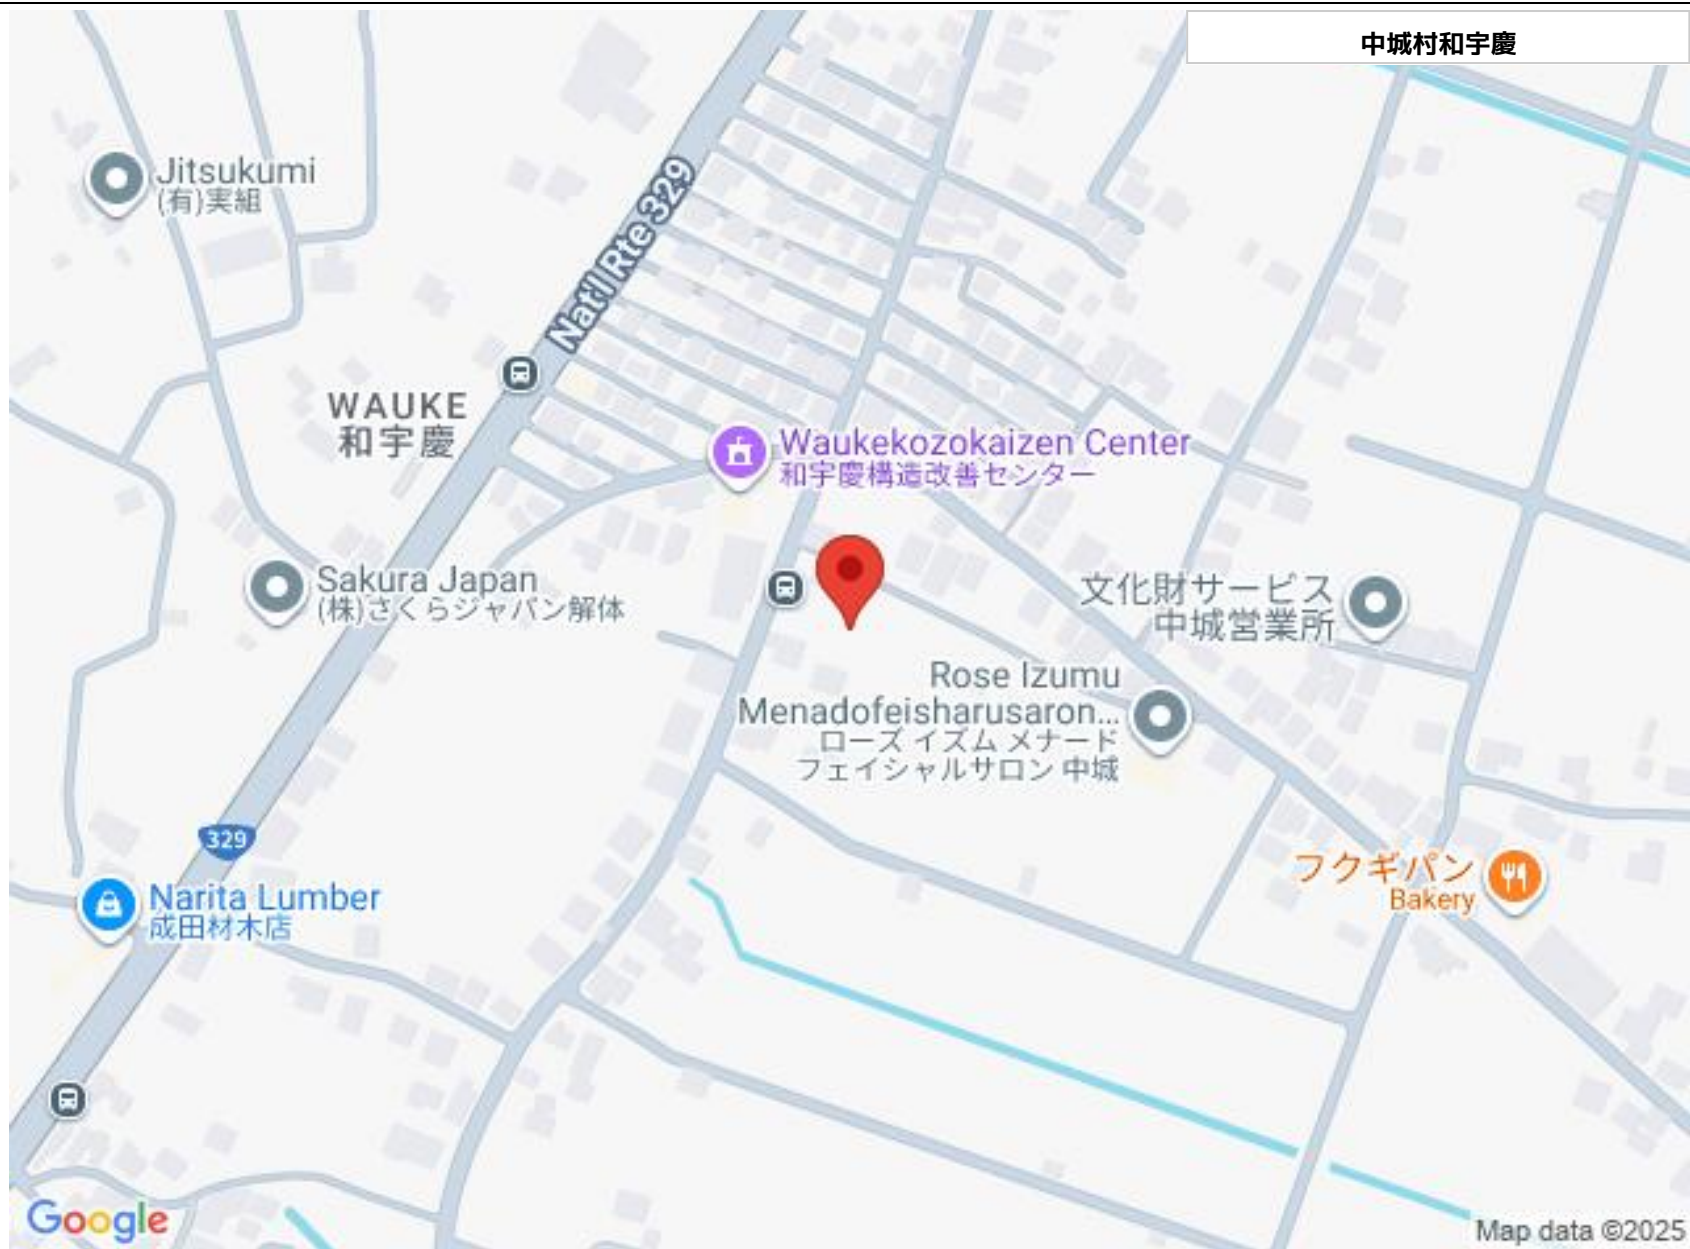 中城村和宇慶
Jitsukumi
(有)実組
Nat'l Rte 329
WAUKE
和宇慶
Waukekozokaizen Center
和宇慶構造改善センター
Sakura Japan
(株)さくらジャパン解体
文化財サービス
中城営業所
Rose Izumu
Menadofeisharusaron...
ローズ イズム メナード
フェイシャルサロン 中城
329
フクギパン
Bakery
Narita Lumber
成田材木店
Google
Map data ©2025